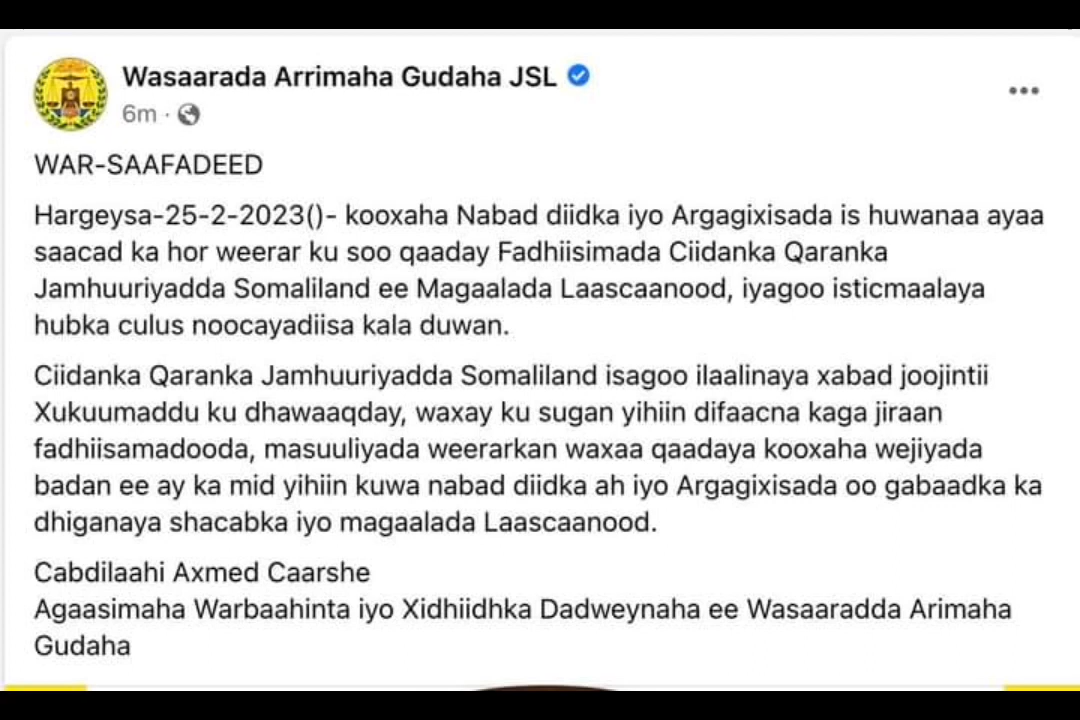 Wasaarada Arrimaha Gudaha JSL
6m ·
WAR-SAAFADEED
Hargeysa-25-2-2023()- kooxaha Nabad diidka iyo Argagixisada is huwanaa ayaa
saacad ka hor weerar ku soo qaaday Fadhiisimada Ciidanka Qaranka
Jamhuuriyadda Somaliland ee Magaalada Laascaanood, iyagoo isticmaalaya
hubka culus noocayadiisa kala duwan.
Ciidanka Qaranka Jamhuuriyadda Somaliland isagoo ilaalinaya xabad joojintii
Xukuumaddu ku dhawaaqday, waxay ku sugan yihiin difaacna kaga jiraan
fadhiisamadooda, masuuliyada weerarkan waxaa qaadaya kooxaha wejiyada
badan ee ay ka mid yihiin kuwa nabad diidka ah iyo Argagixisada oo gabaadka ka
dhiganaya shacabka iyo magaalada Laascaanood.
Cabdilaahi Axmed Caarshe
Agaasimaha Warbaahinta iyo Xidhiidhka Dadweynaha ee Wasaaradda Arimaha
Gudaha